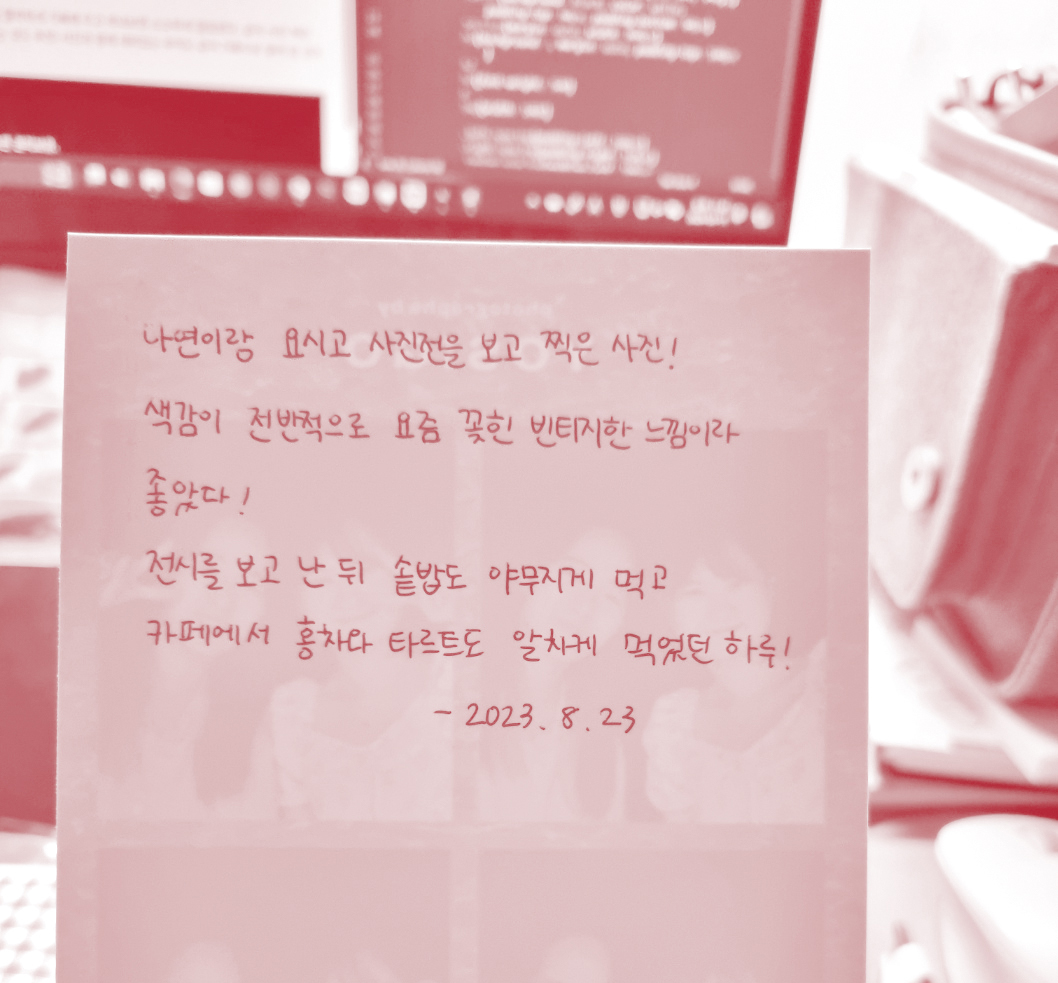 나연이랑 요시고 사진전을 보고 찍은 사진!
색감이 전반적으로 요즘 꽂힌 빈티지한 느낌이라
좋았다!
전시를 보고 난 뒤 솥밥도 야무지게 먹고
카페에서 홍차와 타르트도 알차게 먹었던 하루!
- 2023. 8. 23